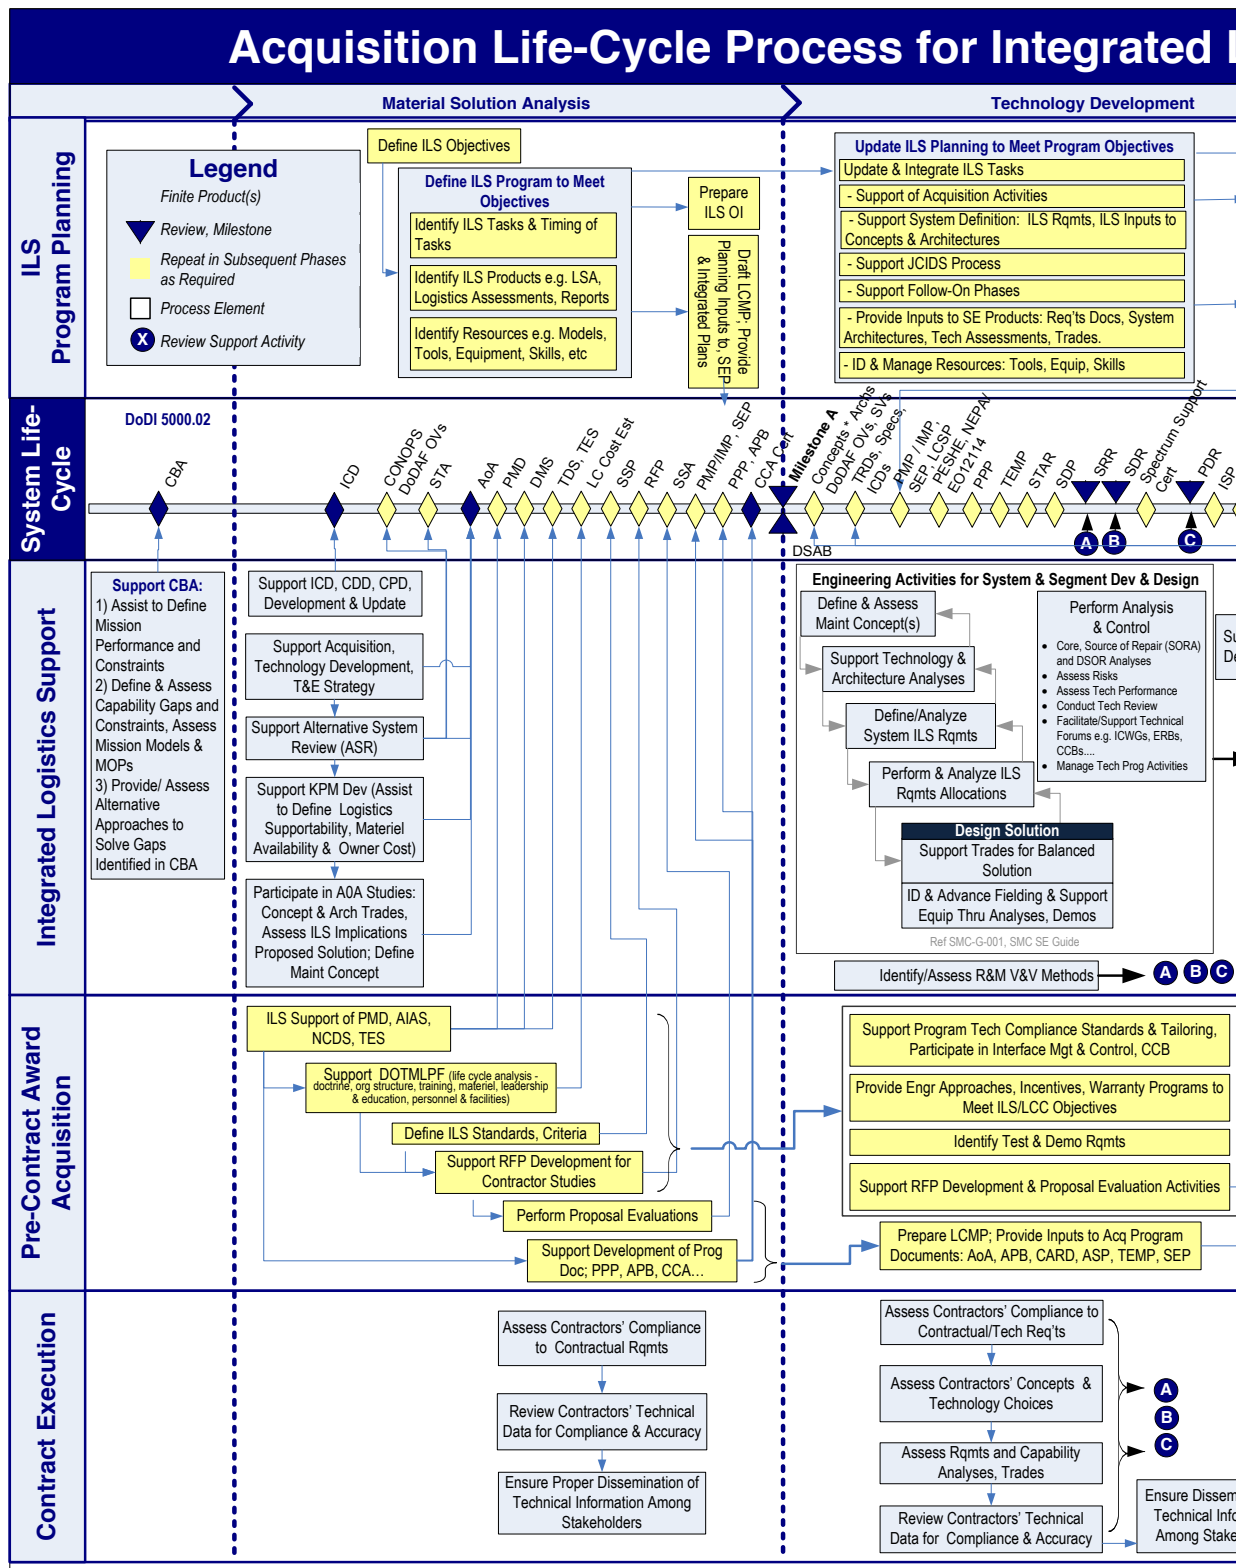 Acquisition Life-Cycle Process for Integrated
Material Solution Analysis
Technology Development
ILS
Program Planning
Legend
Finite Product(s)
Review, Milestone
Repeat in Subsequent Phases
as Required
Process Element
X
Review Support Activity
Define ILS Objectives
Define ILS Program to Meet
Objectives
Identify ILS Tasks & Timing of
Tasks
Identify ILS Products e.g. LSA,
Logistics Assessments, Reports
Identify Resources e.g. Models,
Tools, Equipment, Skills, etc
Prepare
ILS OI
Draft LCMP; Provide
Planning Inputs to, SEP
& Integrated Plans
Update ILS Planning to Meet Program Objectives
Update & Integrate ILS Tasks
- Support of Acquisition Activities
- Support System Definition: ILS Rqmts, ILS Inputs to
Concepts & Architectures
- Support JCIDS Process
- Support Follow-On Phases
- Provide Inputs to SE Products: Req'ts Docs, System
Architectures, Tech Assessments, Trades.
- ID & Manage Resources: Tools, Equip, Skills
System Life-
Cycle
DoDI 5000.02
CBA
ICD
CONOPS
DoDAF OVs
STA
AoA
PMD
DMS
TDS, TES
LC Cost Est
SSP
RFP
SSA
PMP/IMP, SEP
PPP, APB
CCA Cert
Milestone A
Concepts * Archs
DoDAF OVs, SVs
TRDs, Specs,
ICDs
PMP / IMP,
SEP, LCSP
PESHE, NEPA/
EO12114
PPP
TEMP
STAR
SDP
SRR
SDR
Spectrum Support
Cert
PDR
ISP
A
B
C
DSAB
Integrated Logistics Support
Support CBA:
1) Assist to Define
Mission
Performance and
Constraints
2) Define & Assess
Capability Gaps and
Constraints, Assess
Mission Models &
MOPs
3) Provide/ Assess
Alternative
Approaches to
Solve Gaps
Identified in CBA
Support ICD, CDD, CPD,
Development & Update
Support Acquisition,
Technology Development,
T&E Strategy
Support Alternative System
Review (ASR)
Support KPM Dev (Assist
to Define Logistics
Supportability, Materiel
Availability & Owner Cost)
Participate in A0A Studies:
Concept & Arch Trades,
Assess ILS Implications
Proposed Solution; Define
Maint Concept
Engineering Activities for System & Segment Dev & Design
Define & Assess
Maint Concept(s)
Support Technology &
Architecture Analyses
Define/Analyze
System ILS Rqmts
Perform & Analyze ILS
Rqmts Allocations
Design Solution
Support Trades for Balanced
Solution
ID & Advance Fielding & Support
Equip Thru Analyses, Demos
Ref SMC-G-001, SMC SE Guide
Perform Analysis
& Control
• Core, Source of Repair (SORA)
and DSOR Analyses
• Assess Risks
• Assess Tech Performance
• Conduct Tech Review
• Facilitate/Support Technical
Forums e.g. ICWGs, ERBs,
CCBs....
• Manage Tech Prog Activities
Su
De
Identify/Assess R&M V&V Methods
A B C
Pre-Contract Award
Acquisition
ILS Support of PMD, AIAS,
NCDS, TES
Support DOTMLPF (life cycle analysis -
doctrine, org structure, training, materiel, leadership
& education, personnel & facilities)
Define ILS Standards, Criteria
Support RFP Development for
Contractor Studies
Perform Proposal Evaluations
Support Development of Prog
Doc; PPP, APB, CCA...
Support Program Tech Compliance Standards & Tailoring,
Participate in Interface Mgt & Control, CCB
Provide Engr Approaches, Incentives, Warranty Programs to
Meet ILS/LCC Objectives
Identify Test & Demo Rqmts
Support RFP Development & Proposal Evaluation Activities
Prepare LCMP; Provide Inputs to Acq Program
Documents: AoA, APB, CARD, ASP, TEMP, SEP
Contract Execution
Assess Contractors' Compliance
to Contractual Rqmts
Review Contractors' Technical
Data for Compliance & Accuracy
Ensure Proper Dissemination of
Technical Information Among
Stakeholders
Assess Contractors' Compliance to
Contractual/Tech Req'ts
Assess Contractors' Concepts &
Technology Choices
Assess Rqmts and Capability
Analyses, Trades
Review Contractors' Technical
Data for Compliance & Accuracy
A
B
C
Ensure Dissem
Technical Info
Among Stake